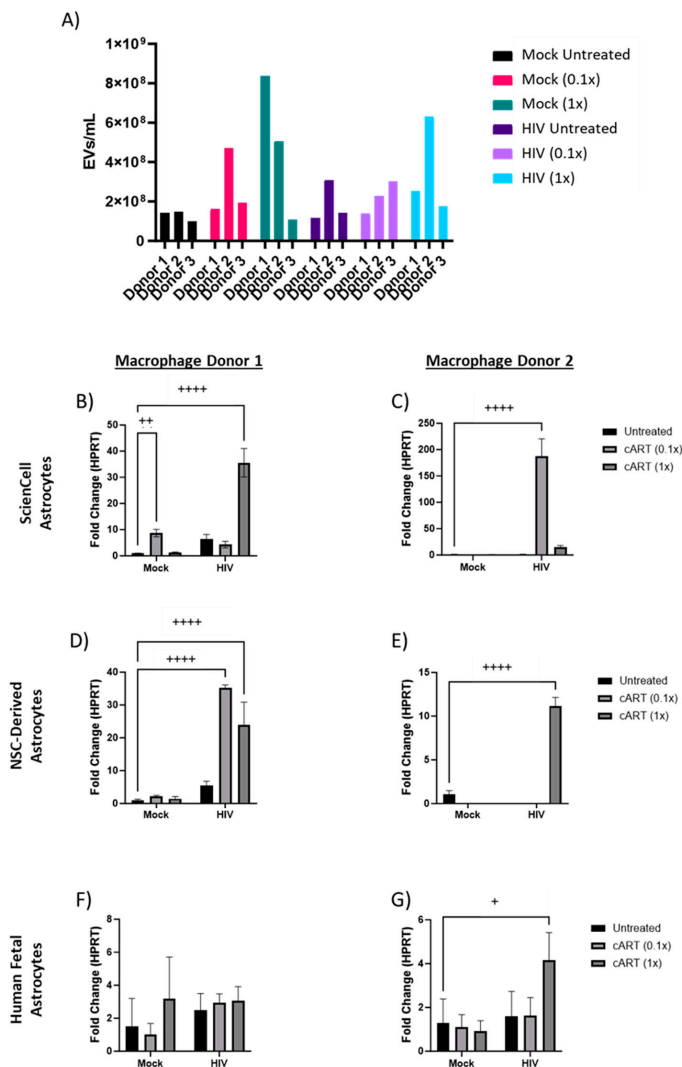 A)
1×10⁹
8×10⁸
6×10⁸
4×10⁸
2×10⁸
0
EVs/mL
Donor 1
Donor 2
Donor 3
Donor 1
Donor 2
Donor 3
Donor 1
Donor 2
Donor 3
Donor 1
Donor 2
Donor 3
Donor 1
Donor 2
Donor 3
Donor 1
Donor 2
Donor 3
Mock Untreated
Mock (0.1x)
Mock (1x)
HIV Untreated
HIV (0.1x)
HIV (1x)
Macrophage Donor 1
Macrophage Donor 2
ScienCell
Astrocytes
B)
++++
++
50
40
30
20
10
0
Fold Change (HPRT)
Mock HIV
C)
++++
250
200
150
100
50
0
Fold Change (HPRT)
Mock HIV
Untreated
cART (0.1x)
cART (1x)
NSC-Derived
Astrocytes
D)
++++
++++
40
30
20
10
0
Fold Change (HPRT)
Mock HIV
E)
++++
15
10
5
0
Fold Change (HPRT)
Mock HIV
Untreated
cART (0.1x)
cART (1x)
Human Fetal
Astrocytes
F)
8
6
4
2
0
Fold Change (HPRT)
Mock HIV
G)
+
6
4
2
0
Fold Change (HPRT)
Mock HIV
Untreated
cART (0.1x)
cART (1x)